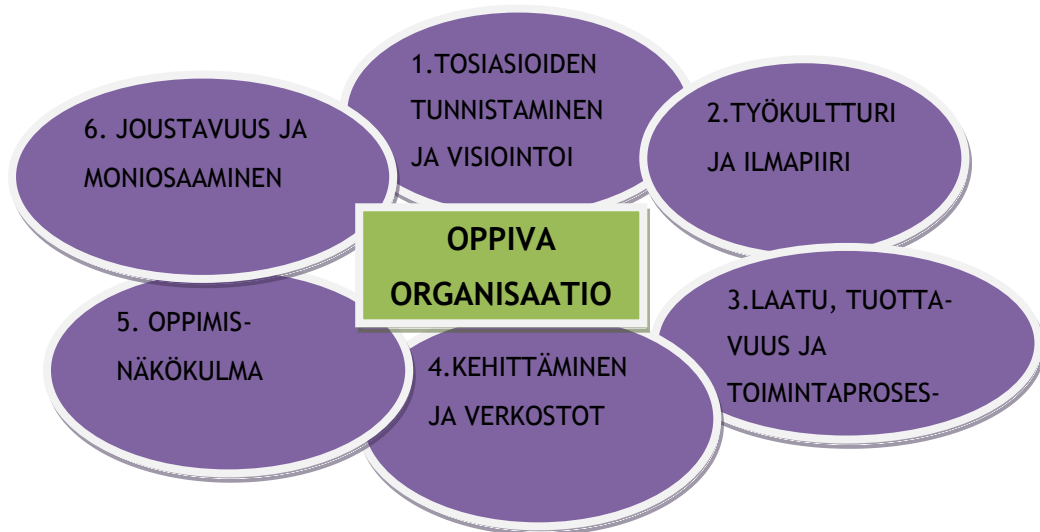 1.TOSIASIOIDEN
TUNNISTAMINEN
JA VISIOINTOI
2.TYÖKULTTURI
JA ILMAPIIRI
3.LAATU, TUOTTA-
VUUS JA
TOIMINTAPROSES-
4.KEHITTÄMINEN
JA VERKOSTOT
5. OPPIMIS-
NÄKÖKULMA
6. JOUSTAVUUS JA
MONIOSAAMINEN
OPPIVA
ORGANISAATIO